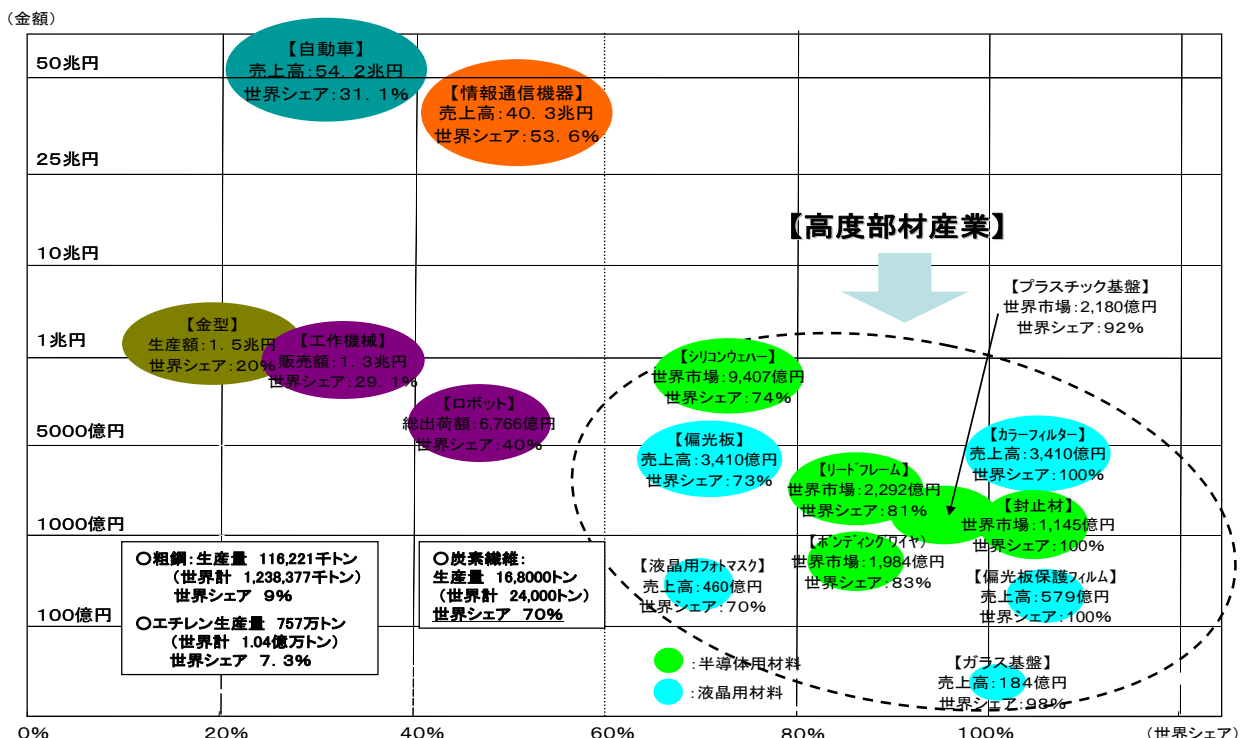 （金額）
50兆円
25兆円
10兆円
1兆円
5000億円
1000億円
100億円
【自動車】
売上高：54．2兆円
世界シェア：31．1％
【情報通信機器】
売上高：40．3兆円
世界シェア：53．6％
【高度部材産業】
【プラスチック基盤】
世界市場：2,180億円
世界シェア：92％
【金型】
生産額：1．5兆円
世界シェア：20％
【工作機械】
販売額：1．3兆円
世界シェア：29．1％
【ロボット】
総出荷額：6,766億円
世界シェア：40％
【シリコンウェハー】
世界市場：9,407億円
世界シェア：74％
【偏光板】
売上高：3,410億円
世界シェア：73％
【カラーフィルター】
売上高：3,410億円
世界シェア：100％
【リードフレーム】
世界市場：2,292億円
世界シェア：81％
【封止材】
世界市場：1,145億円
世界シェア：100％
【ボンディングワイヤ）
世界市場：1,984億円
世界シェア：83％
【液晶用フォトマスク】
売上高：460億円
世界シェア：70％
【偏光板保護フィルム】
売上高：579億円
世界シェア：100％
【ガラス基盤】
売上高：184億円
世界シェア：98％
○粗鋼：生産量　116,221千トン
（世界計　1,238,377千トン）
世界シェア　9％
○エチレン生産量　757万トン
（世界計　1.04億万トン）
世界シェア　7．3％
○炭素繊維：
生産量　16,8000トン
（世界計　24,000トン）
世界シェア　70％
：半導体用材料
：液晶用材料
0％
20％
40％
60％
80％
100％
（世界シェア）